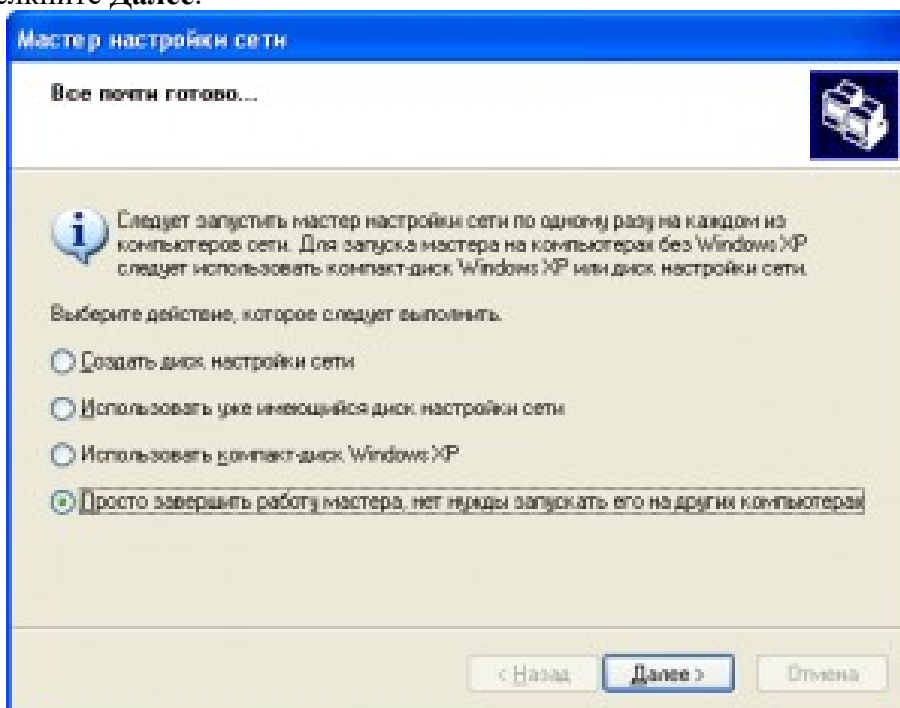 Далее.
Мастер настройки сети
Все почти готово...
Следует запустить мастер настройки сети по одному разу на каждом из
компьютеров сети. Для запуска мастера на компьютерах без Windows XP
следует использовать компакт-диск Windows XP или диск настройки сети.
Выберите действие, которое следует выполнить.
Создать диск настройки сети
Использовать уже имеющийся диск настройки сети
Использовать компакт-диск Windows XP
Просто завершить работу мастера, нет нужды запускать его на других компьютерах
< Назад Далее > Отмена